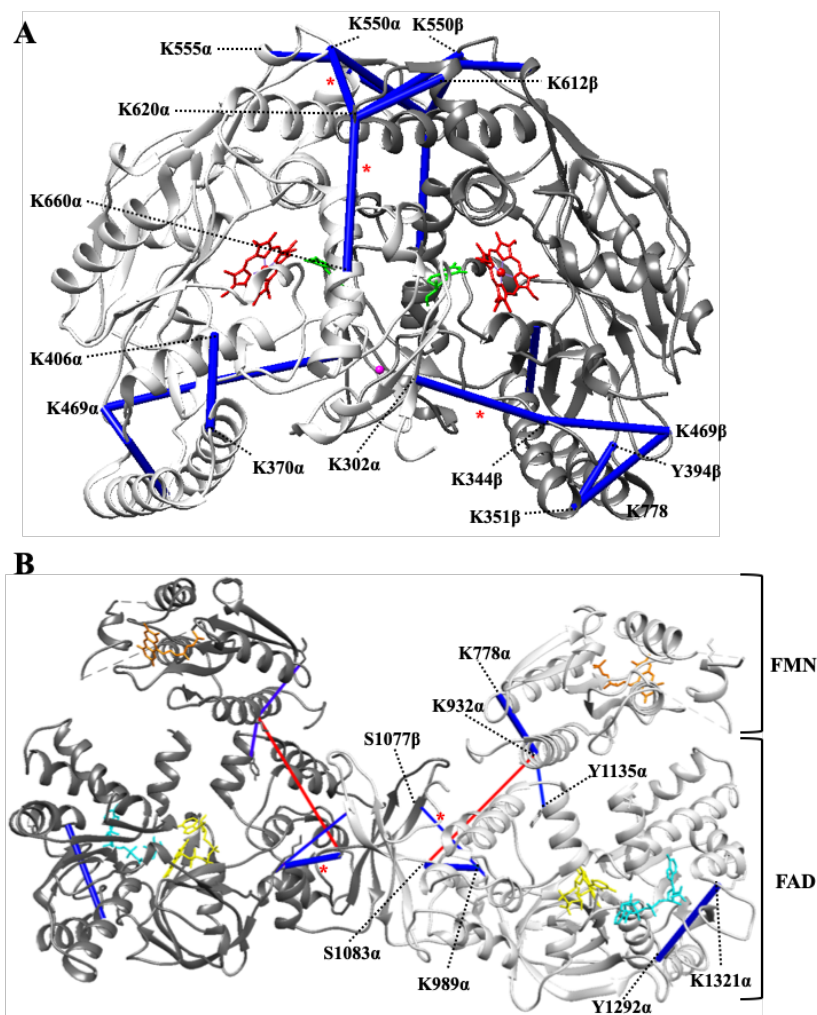 A
K550α
K550β
K555α
K612β
*
K620α
*
K660α
K406α
K469α
*
K469β
K370α
K302α
K344β
Y394β
K351β
K778
B
K778α
FMN
K932α
S1077β
Y1135α
*
*
FAD
S1083α
K989α
K1321α
Y1292α